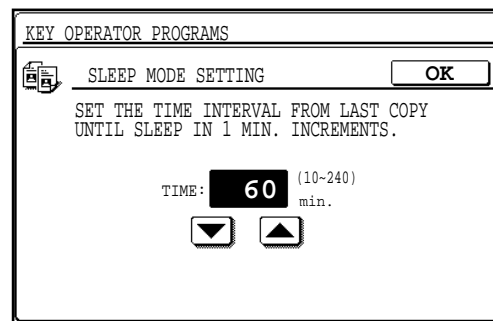 KEY OPERATOR PROGRAMS
SLEEP MODE SETTING
OK
SET THE TIME INTERVAL FROM LAST COPY
UNTIL SLEEP IN 1 MIN. INCREMENTS.
TIME: 60 (10~240)
min.